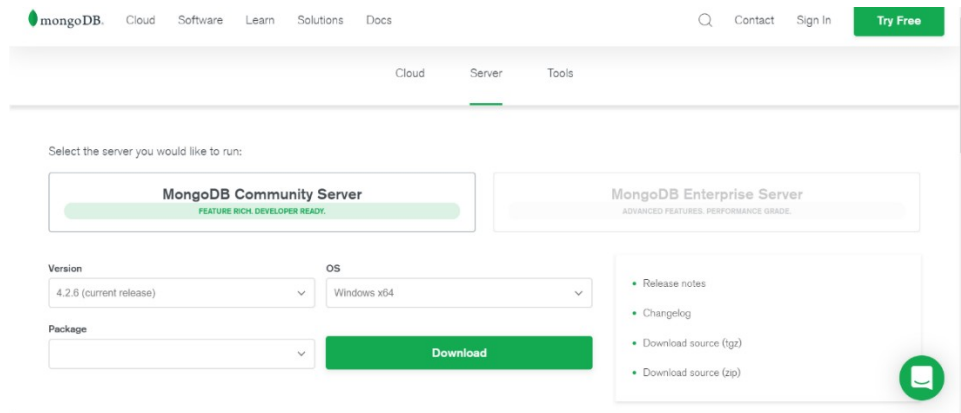 mongoDB. Cloud Software Learn Solutions Docs Contact Sign In Try Free
Cloud Server Tools
Select the server you would like to run:
MongoDB Community Server
FEATURE RICH. DEVELOPER READY.
MongoDB Enterprise Server
ADVANCED FEATURES. PERFORMANCE GRADE.
Version
4.2.6 (current release)
OS
Windows x64
Package
Download
• Release notes
• Changelog
• Download source (tgz)
• Download source (zip)